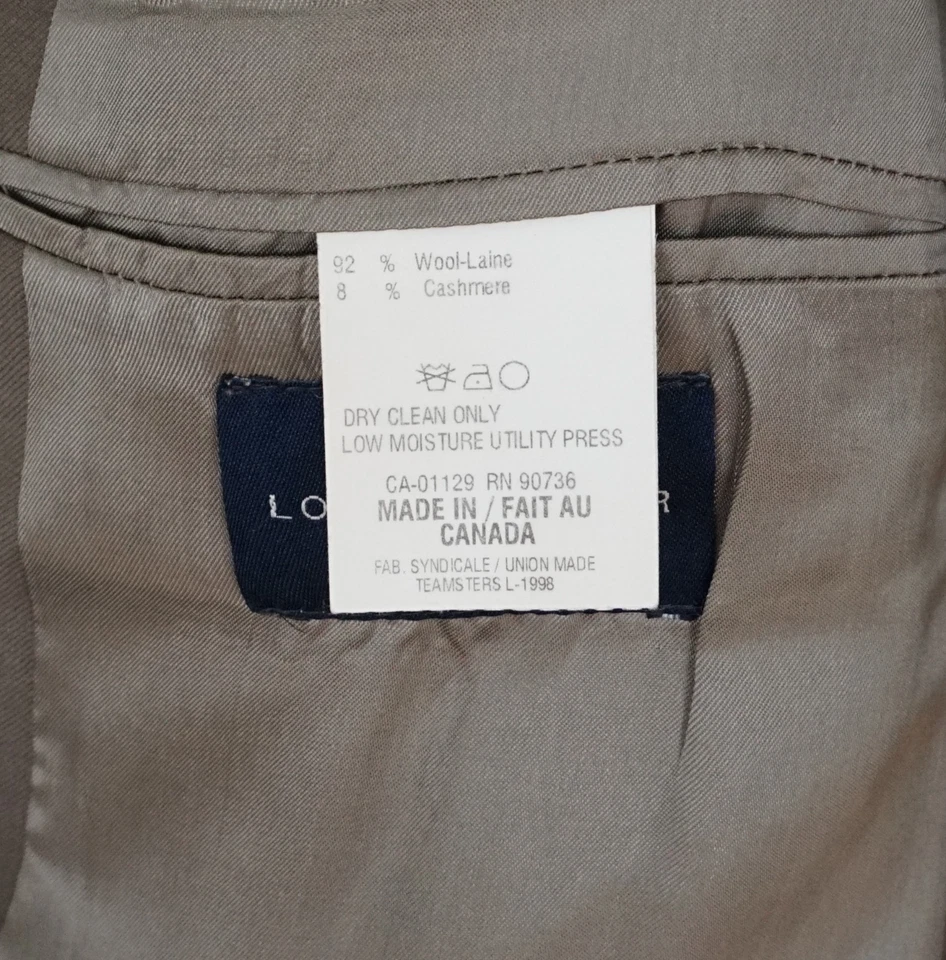 92 % Wool-Laine
8 % Cashmere
DRY CLEAN ONLY
LOW MOISTURE UTILITY PRESS
LO R
CA-01129 RN 90736
MADE IN / FAIT AU
CANADA
FAB. SYNDICALE / UNION MADE
TEAMSTERS L-1998